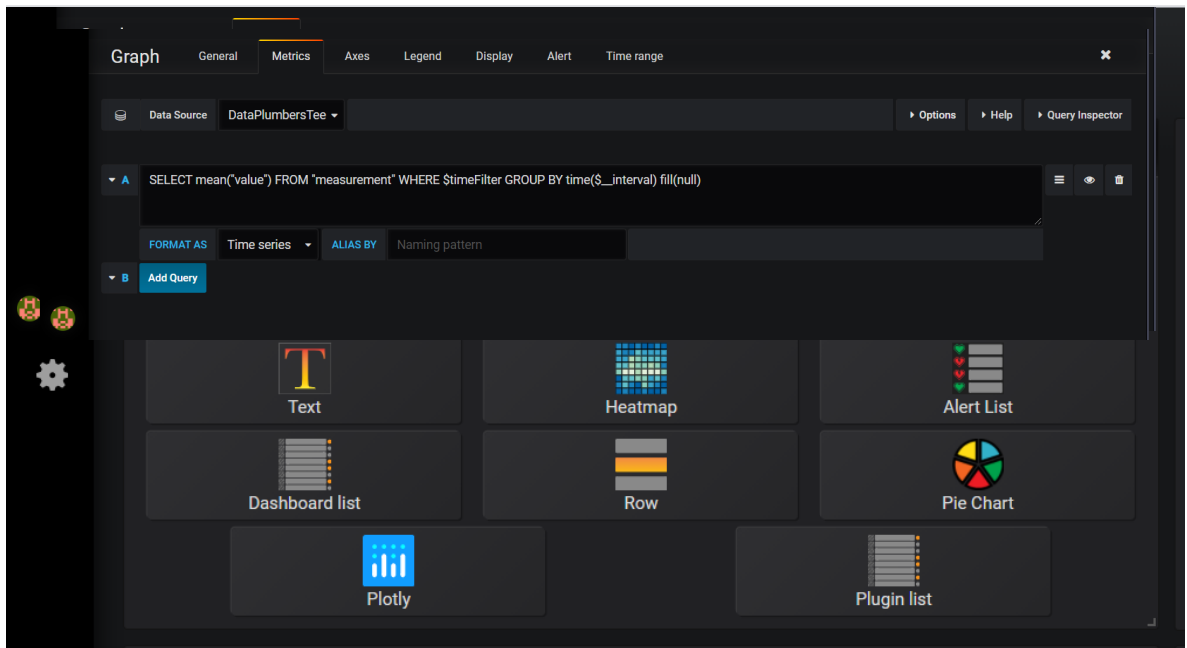 Graph General Metrics Axes Legend Display Alert Time range
Data Source DataPlumbersTee Options Help Query Inspector
A SELECT mean("value") FROM "measurement" WHERE $timeFilter GROUP BY time($__interval) fill(null)
FORMAT AS Time series ALIAS BY Naming pattern
B Add Query
T
Text Heatmap Alert List
Dashboard list Row Pie Chart
Plotly Plugin list